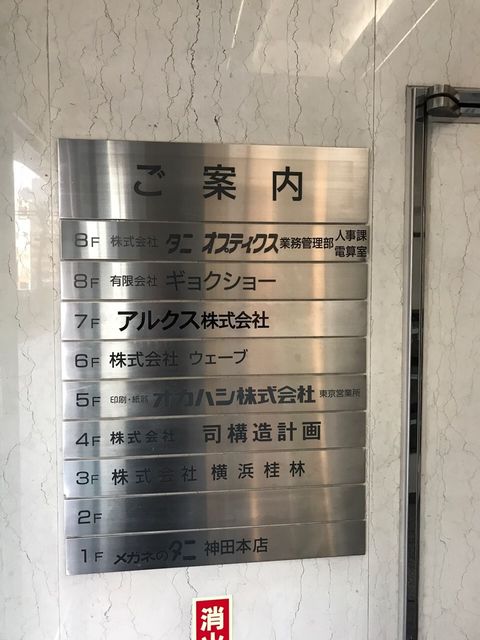 ご案内
8F 株式会社 タニ オプティクス 業務管理部 人事課 電算室
8F 有限会社 ギョクショー
7F アルクス株式会社
6F 株式会社 ウェーブ
5F 印刷・紙器 オカハシ株式会社 東京営業所
4F 株式会社 司構造計画
3F 株式会社 横浜桂林
2F
1F メガネのタニ 神田本店
消火